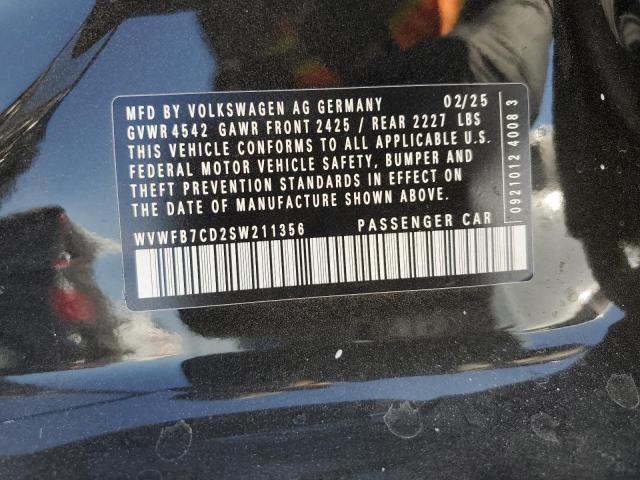 MFD BY VOLKSWAGEN AG GERMANY 02/25
GVWR 4542 GAWR FRONT 2425 / REAR 2227 LBS
THIS VEHICLE CONFORMS TO ALL APPLICABLE U.S.
FEDERAL MOTOR VEHICLE SAFETY, BUMPER AND
THEFT PREVENTION STANDARDS IN EFFECT ON
THE DATE OF MANUFACTURE SHOWN ABOVE.
WVWFB7CD2SW211356 PASSENGER CAR
0921012 4008 3